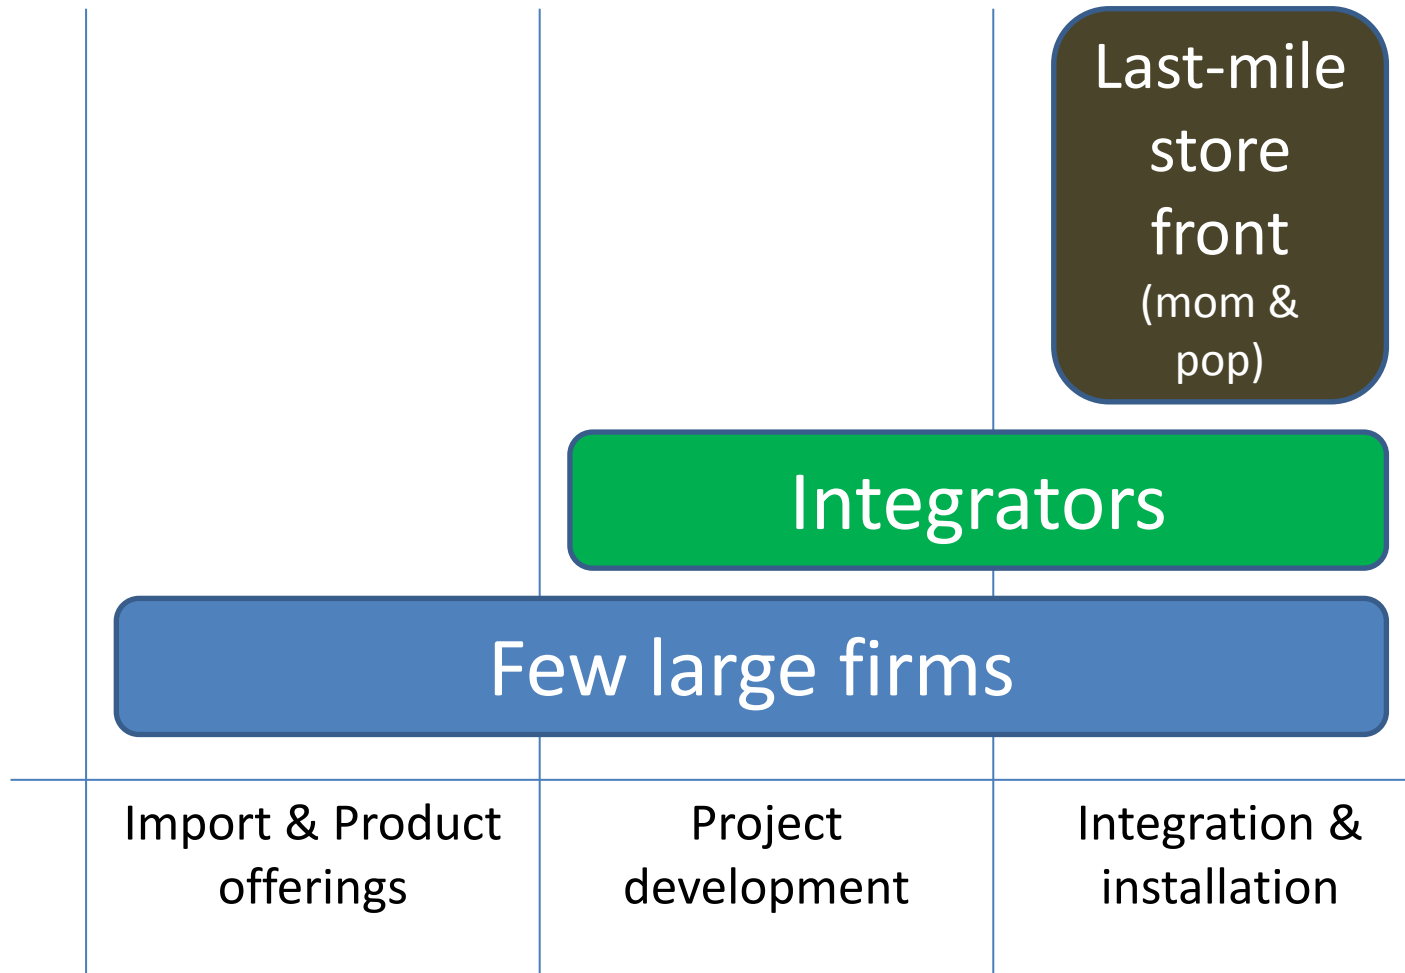 Last-mile
store
front
(mom &
pop)
Integrators
Few large firms
Import & Product
offerings
Project
development
Integration &
installation